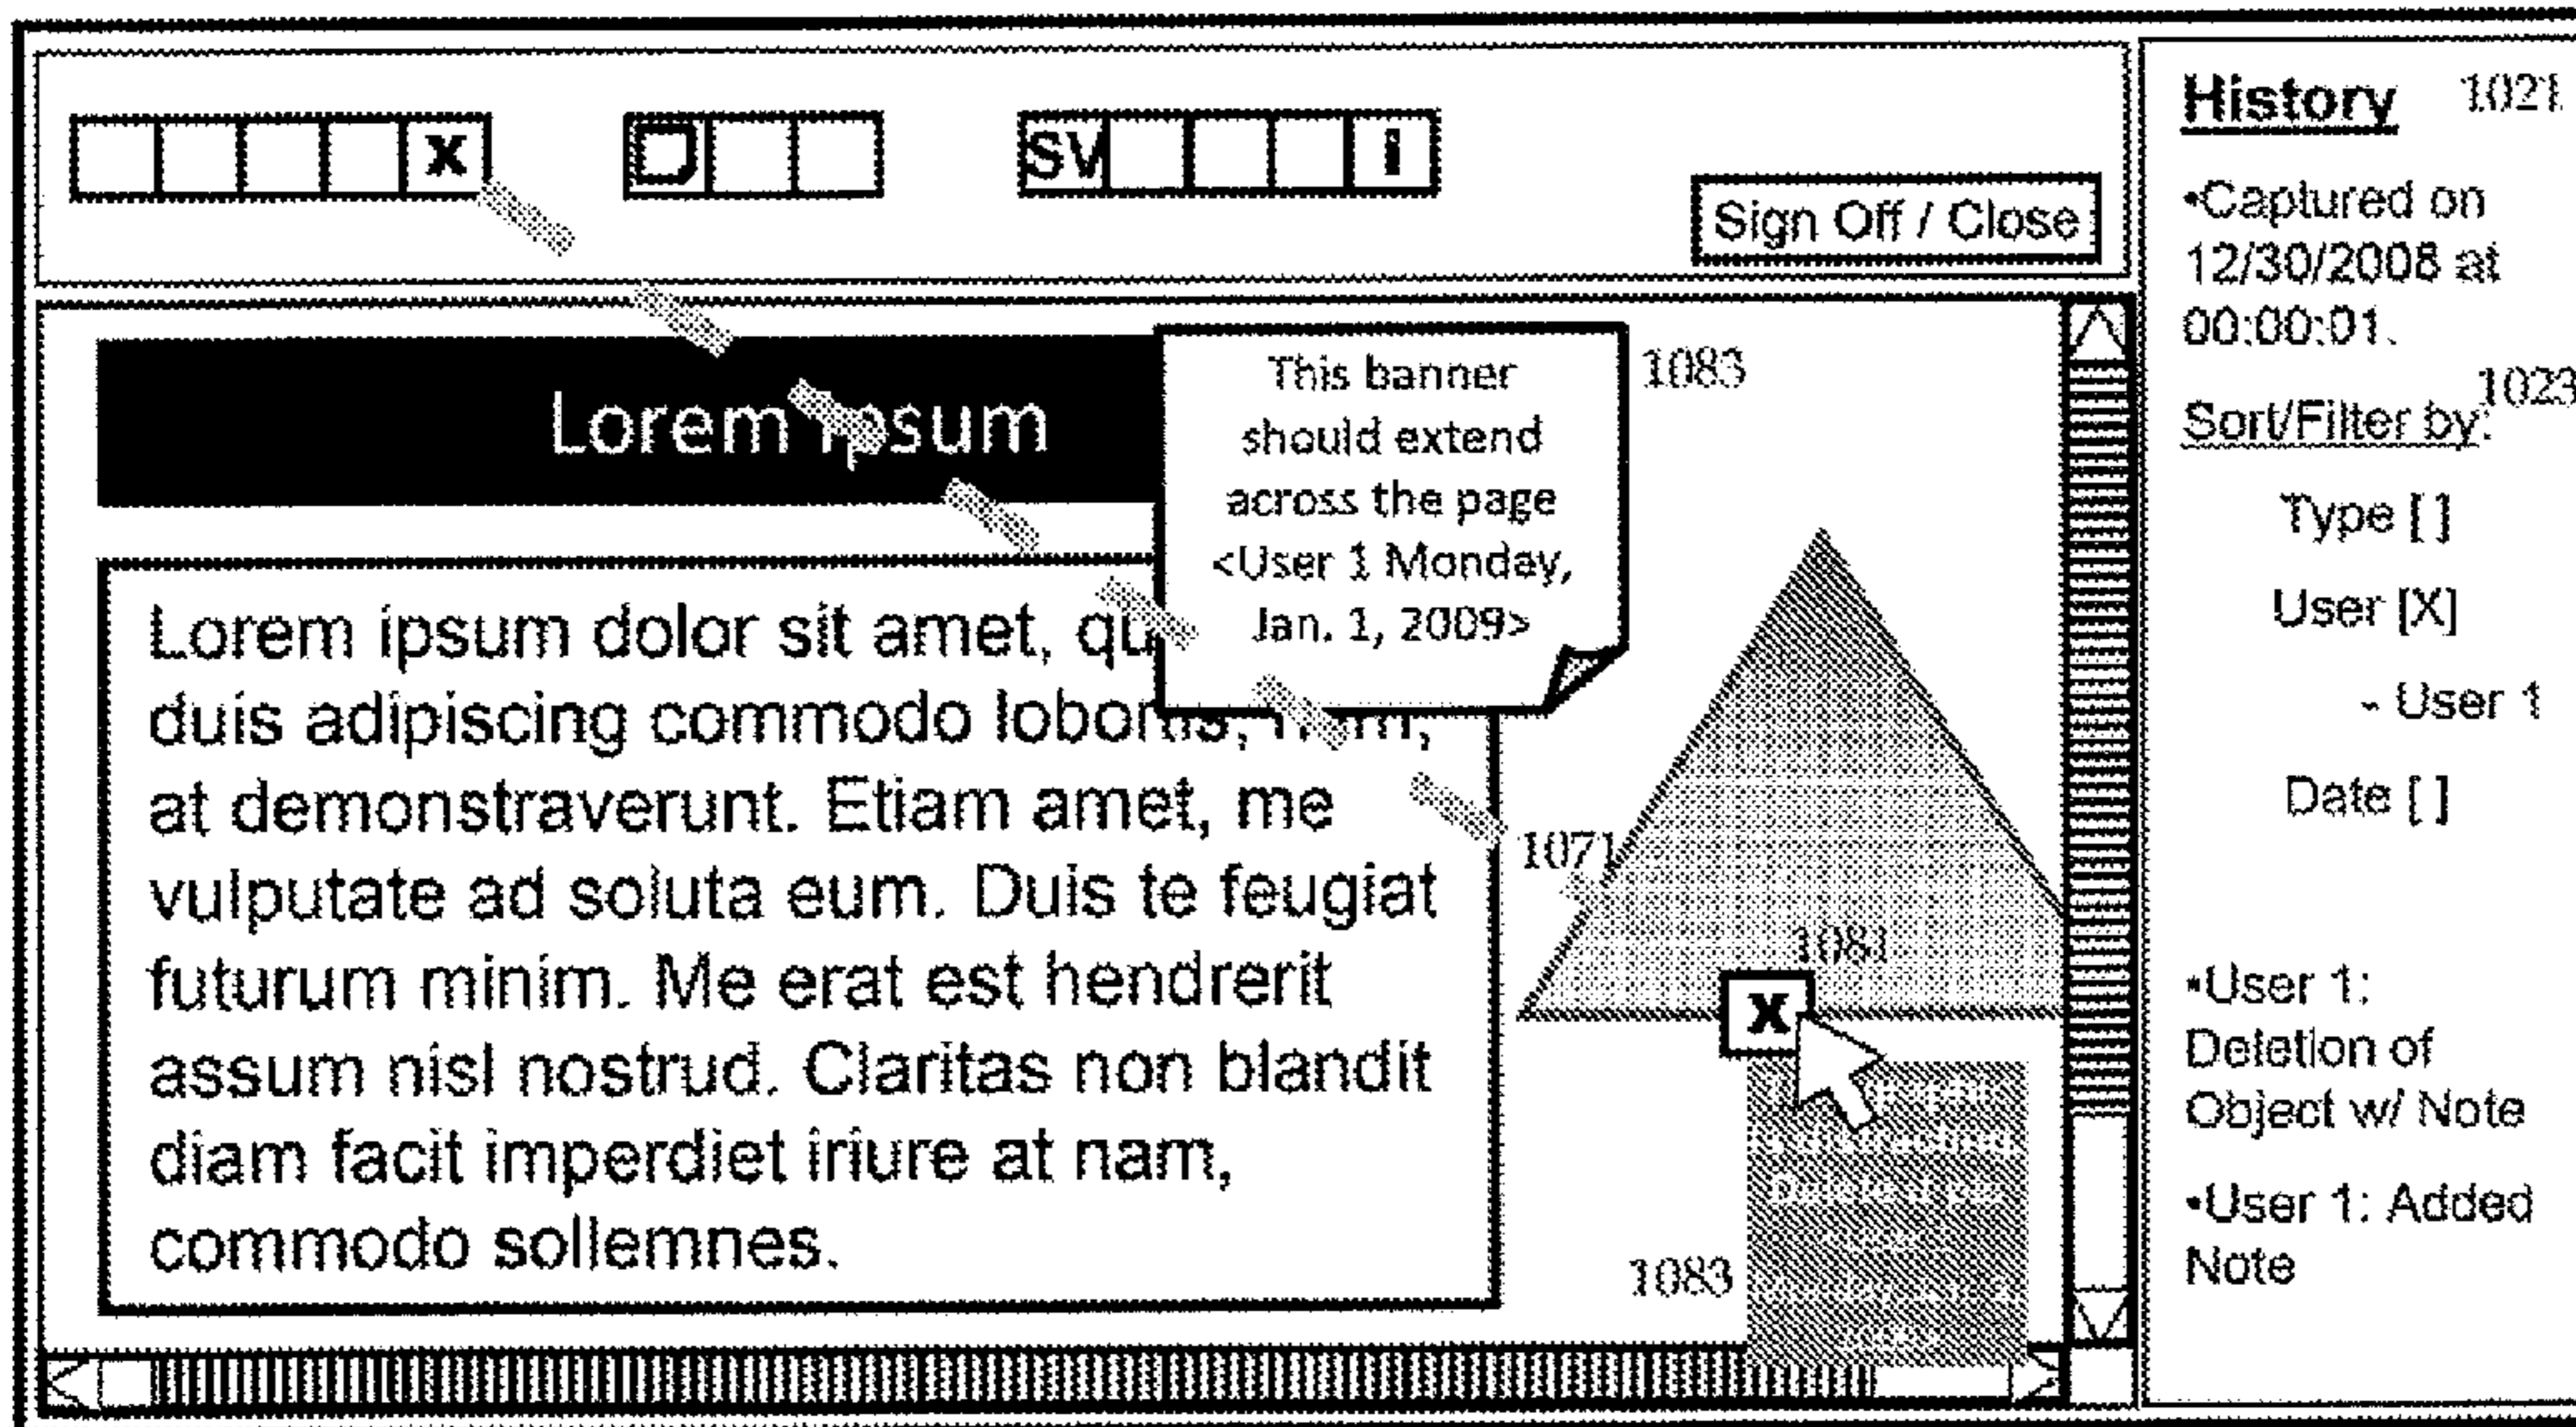 X
SV
i
Sign Off / Close
Lorem Ipsum
This banner
should extend
across the page
<User 1 Monday,
Jan. 1, 2009>
1083
Lorem ipsum dolor sit amet, qu
duis adipiscing commodo lobortis, nam,
at demonstraverunt. Etiam amet, me
vulputate ad soluta eum. Duis te feugiat
futurum minim. Me erat est hendrerit
assum nisl nostrud. Claritas non blandit
diam facit imperdiet iriure at nam,
commodo sollemnes.
1071
1081
X
1083
History 1021
•Captured on
12/30/2008 at
00:00:01.
1023
Sort/Filter by:
Type [ ]
User [X]
- User 1
Date [ ]
•User 1:
Deletion of
Object w/ Note
•User 1: Added
Note